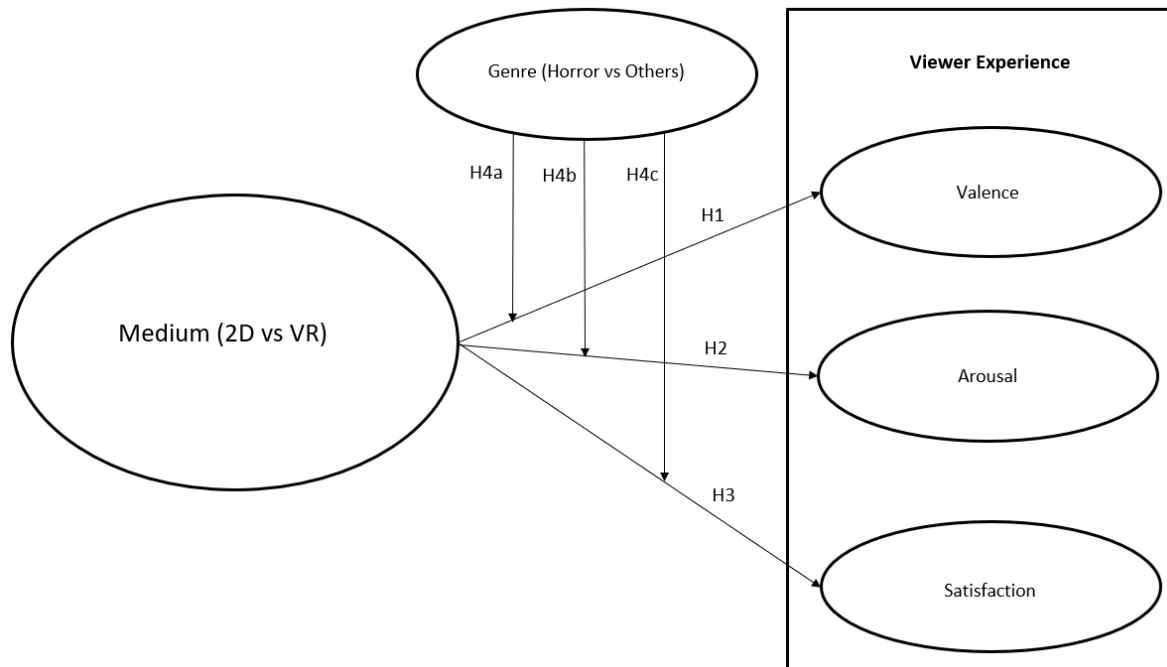 Genre (Horror vs Others)
Viewer Experience
H4a
H4b
H4c
H1
Valence
Medium (2D vs VR)
H2
Arousal
H3
Satisfaction